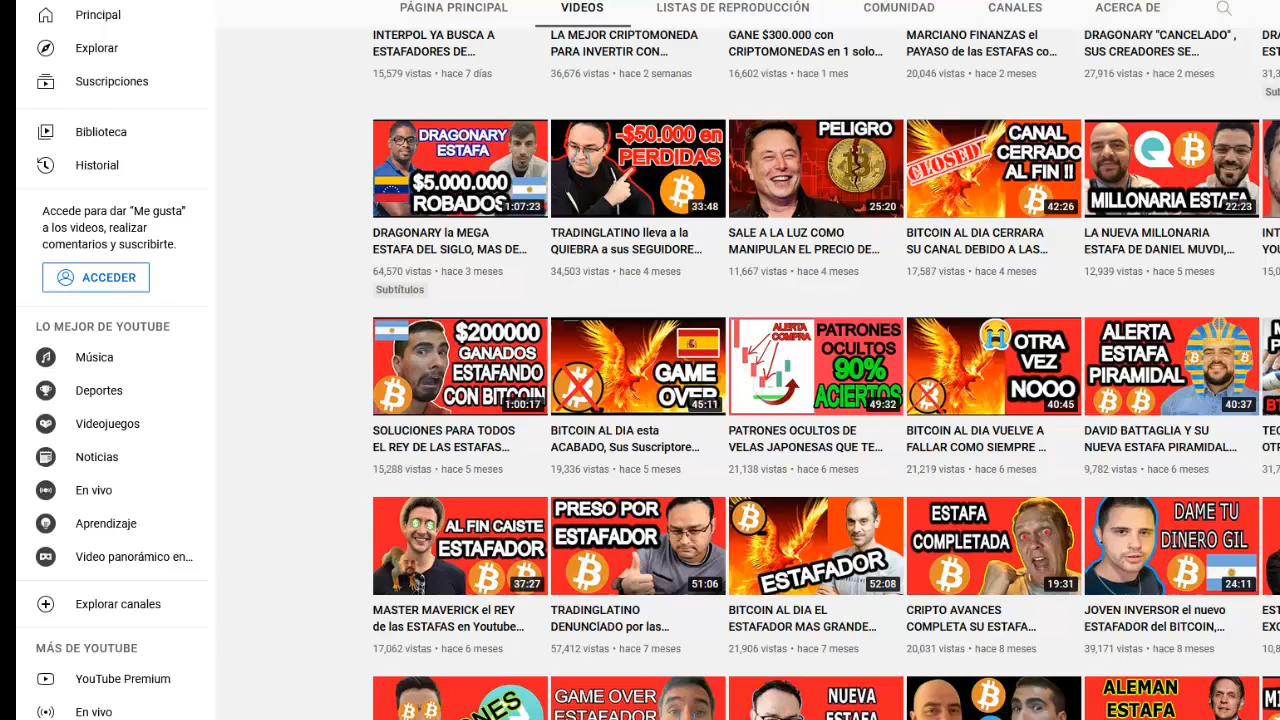 Principal
Explorar
Suscripciones
Biblioteca
Historial
Accede para dar “Me gusta”
a los videos, realizar
comentarios y suscribirte.
ACCEDER
LO MEJOR DE YOUTUBE
Música
Deportes
Videojuegos
Noticias
En vivo
Aprendizaje
Video panorámico en...
Explorar canales
MÁS DE YOUTUBE
YouTube Premium
En vivo
PÁGINA PRINCIPAL
VIDEOS
LISTAS DE REPRODUCCIÓN
COMUNIDAD
CANALES
ACERCA DE
INTERPOL YA BUSCA A
ESTAFADORES DE...
15,579 vistas • hace 7 días
LA MEJOR CRIPTOMONEDA
PARA INVERTIR CON...
36,676 vistas • hace 2 semanas
GANE $300.000 con
CRIPTOMONEDAS en 1 solo...
16,602 vistas • hace 1 mes
MARCIANO FINANZAS el
PAYASO de las ESTAFAS co...
20,046 vistas • hace 2 meses
DRAGONARY "CANCELADO" ,
SUS CREADORES SE...
27,916 vistas • hace 2 meses
DRAGONARY
ESTAFA
$5.000.000
ROBADOS
1:07:23
DRAGONARY la MEGA
ESTAFA DEL SIGLO, MAS DE...
64,570 vistas • hace 3 meses
Subtítulos
-$50.000 en
PERDIDAS
33:48
TRADINGLATINO lleva a la
QUIEBRA a sus SEGUIDORE...
34,503 vistas • hace 4 meses
PELIGRO
25:20
SALE A LA LUZ COMO
MANIPULAN EL PRECIO DE...
11,667 vistas • hace 4 meses
CLOSED
CANAL
CERRADO
AL FIN !!
42:26
BITCOIN AL DIA CERRARA
SU CANAL DEBIDO A LAS...
17,587 vistas • hace 4 meses
MILLONARIA ESTAFA
22:23
LA NUEVA MILLONARIA
ESTAFA DE DANIEL MUVDI,...
12,939 vistas • hace 5 meses
$200000
GANADOS
ESTAFANDO
CON BITCOIN
1:00:17
SOLUCIONES PARA TODOS
EL REY DE LAS ESTAFAS...
15,288 vistas • hace 5 meses
GAME
OVER
45:11
BITCOIN AL DIA esta
ACABADO, Sus Suscriptore...
19,336 vistas • hace 5 meses
ALERTA
COMPRA
PATRONES
OCULTOS
90%
ACIERTOS
49:32
PATRONES OCULTOS DE
VELAS JAPONESAS QUE TE...
21,138 vistas • hace 6 meses
OTRA
VEZ
NOOO
40:45
BITCOIN AL DIA VUELVE A
FALLAR COMO SIEMPRE ...
21,219 vistas • hace 6 meses
ALERTA
ESTAFA
PIRAMIDAL
40:37
DAVID BATTAGLIA Y SU
NUEVA ESTAFA PIRAMIDAL...
9,782 vistas • hace 6 meses
AL FIN CAISTE
ESTAFADOR
37:27
MASTER MAVERICK el REY
de las ESTAFAS en Youtube...
17,062 vistas • hace 6 meses
PRESO POR
ESTAFADOR
51:06
TRADINGLATINO
DENUNCIADO por las...
57,412 vistas • hace 7 meses
ESTAFADOR
52:08
BITCOIN AL DIA EL
ESTAFADOR MAS GRANDE...
21,906 vistas • hace 7 meses
ESTAFA
COMPLETADA
19:31
CRIPTO AVANCES
COMPLETA SU ESTAFA...
20,031 vistas • hace 8 meses
DAME TU
DINERO GIL
24:11
JOVEN INVERSOR el nuevo
ESTAFADOR del BITCOIN,...
39,171 vistas • hace 8 meses
GAME OVER
ESTAFADOR
NUEVA
ESTAFA
ALEMAN
ESTAFA